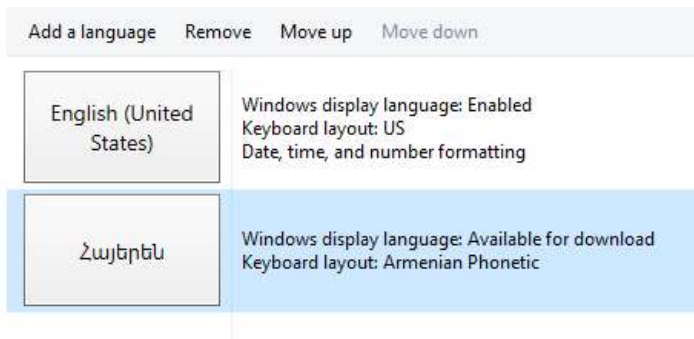 Add a language Remove Move up Move down
English (United
States)
Windows display language: Enabled
Keyboard layout: US
Date, time, and number formatting
Հայերեն
Windows display language: Available for download
Keyboard layout: Armenian Phonetic